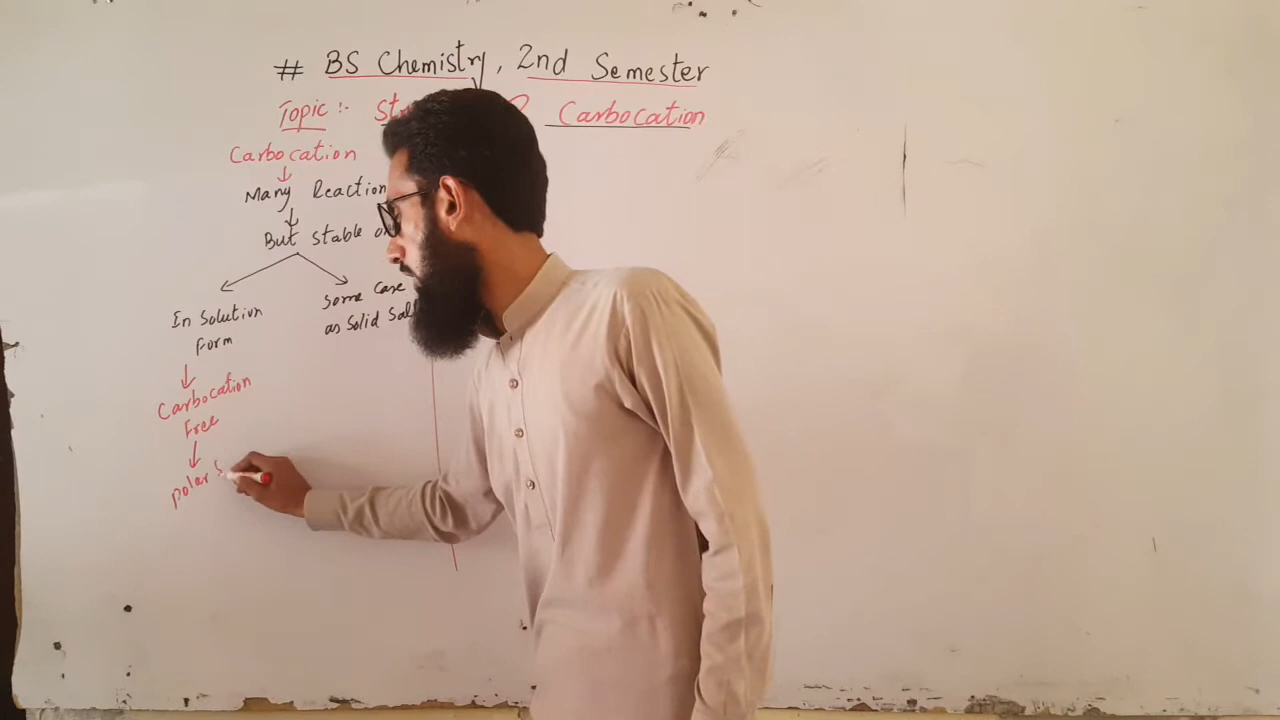 # BS Chemistry, 2nd Semester
Topic :- Carbocation
Carbocation
↓
Many Reaction
↓
But Stable
In Solution
Form
Some Case
as Solid
↓
Carbocation
Free
↓
polar